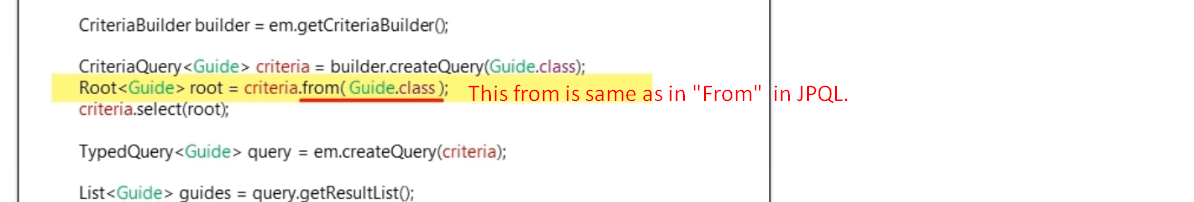 CriteriaBuilder builder = em.getCriteriaBuilder();
CriteriaQuery<Guide> criteria = builder.createQuery(Guide.class);
Root<Guide> root = criteria.from( Guide.class ); This from is same as in "From" in JPQL.
criteria.select(root);
TypedQuery<Guide> query = em.createQuery(criteria);
List<Guide> guides = query.getResultList();